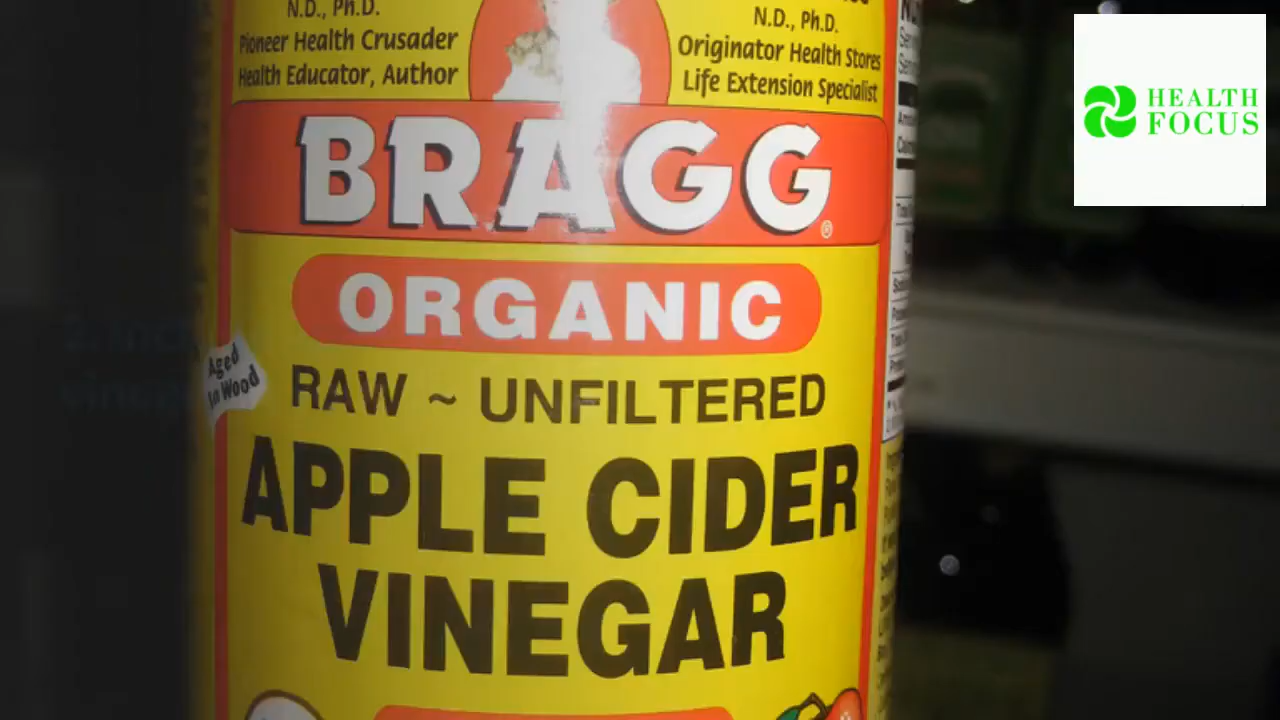 N.D., Ph.D.
Pioneer Health Crusader
Health Educator, Author
N.D., Ph.D.
Originator Health Stores
Life Extension Specialist
HEALTH
FOCUS
BRAGG®
ORGANIC
Aged
In Wood
RAW ~ UNFILTERED
APPLE CIDER
VINEGAR